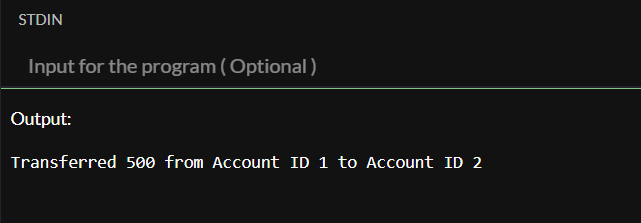 STDIN
Input for the program ( Optional )
Output:
Transferred 500 from Account ID 1 to Account ID 2